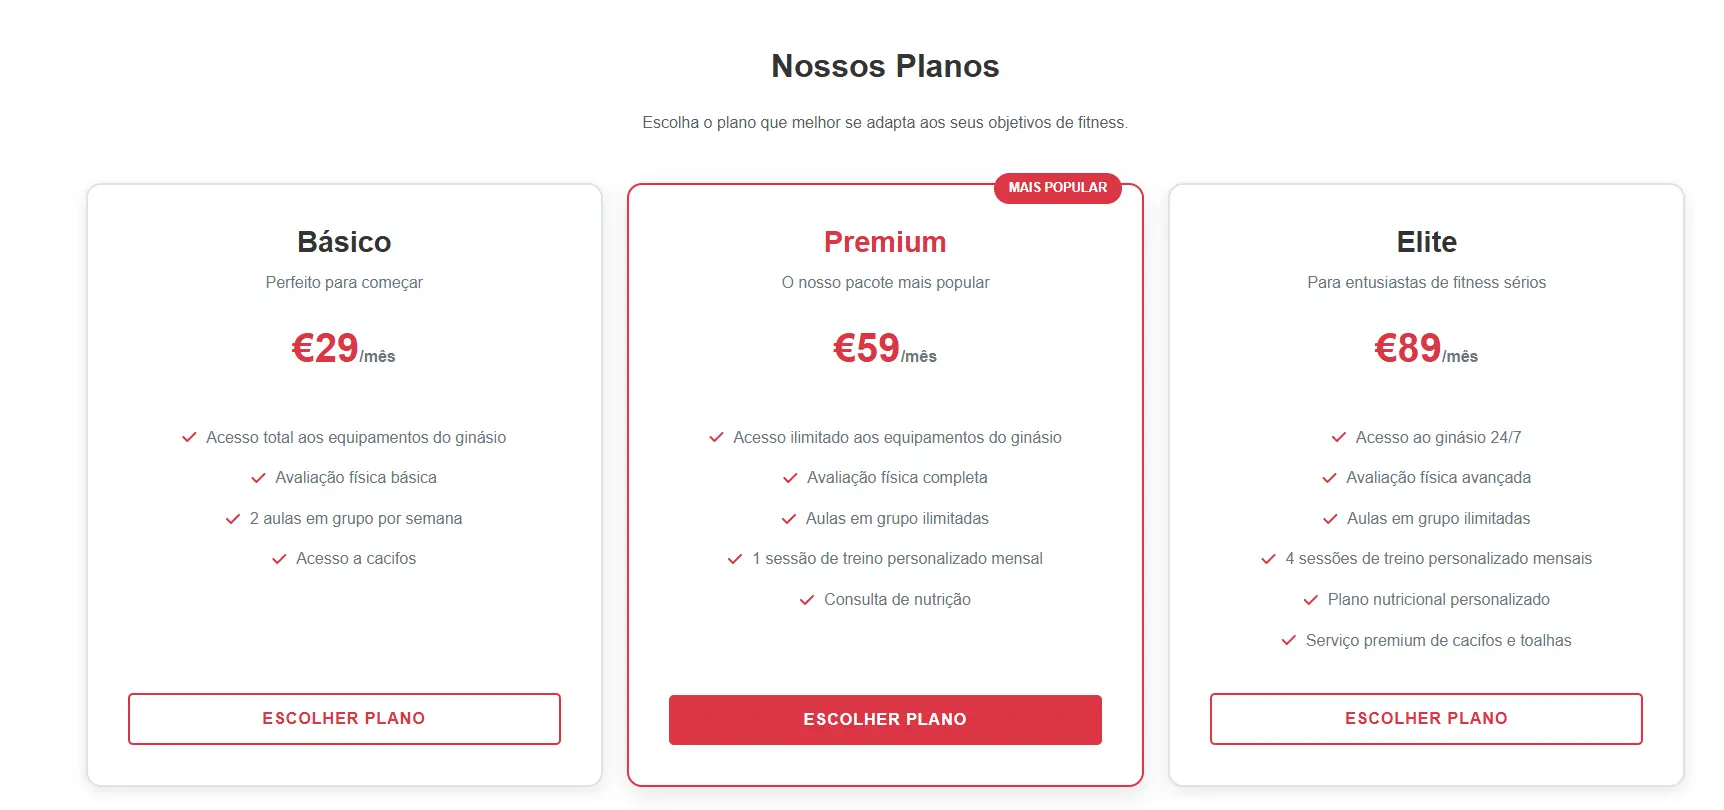 Nossos Planos
Escolha o plano que melhor se adapta aos seus objetivos de fitness.
Básico
Perfeito para começar
€29/mês
Acesso total aos equipamentos do ginásio
Avaliação física básica
2 aulas em grupo por semana
Acesso a cacifos
ESCOLHER PLANO
MAIS POPULAR
Premium
O nosso pacote mais popular
€59/mês
Acesso ilimitado aos equipamentos do ginásio
Avaliação física completa
Aulas em grupo ilimitadas
1 sessão de treino personalizado mensal
Consulta de nutrição
ESCOLHER PLANO
Elite
Para entusiastas de fitness sérios
€89/mês
Acesso ao ginásio 24/7
Avaliação física avançada
Aulas em grupo ilimitadas
4 sessões de treino personalizado mensais
Plano nutricional personalizado
Serviço premium de cacifos e toalhas
ESCOLHER PLANO